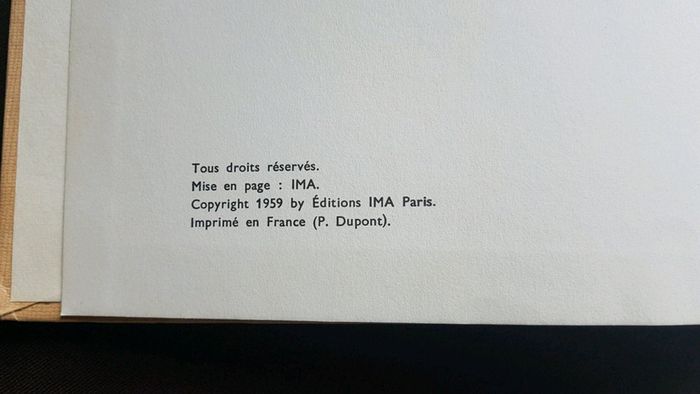 Tous droits réservés.
Mise en page : IMA.
Copyright 1959 by Éditions IMA Paris.
Imprimé en France (P. Dupont).